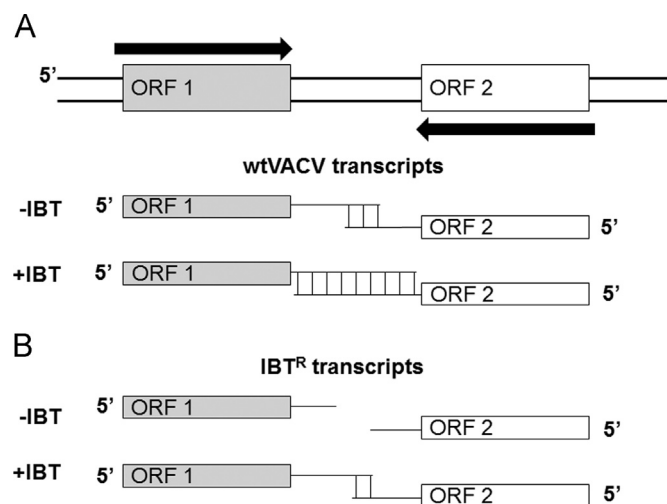 A
5’ ORF 1 ORF 2
wtVACV transcripts
-IBT 5’ ORF 1 ORF 2 5’
+IBT 5’ ORF 1 ORF 2 5’
B
IBTᴿ transcripts
-IBT 5’ ORF 1 ORF 2 5’
+IBT 5’ ORF 1 ORF 2 5’